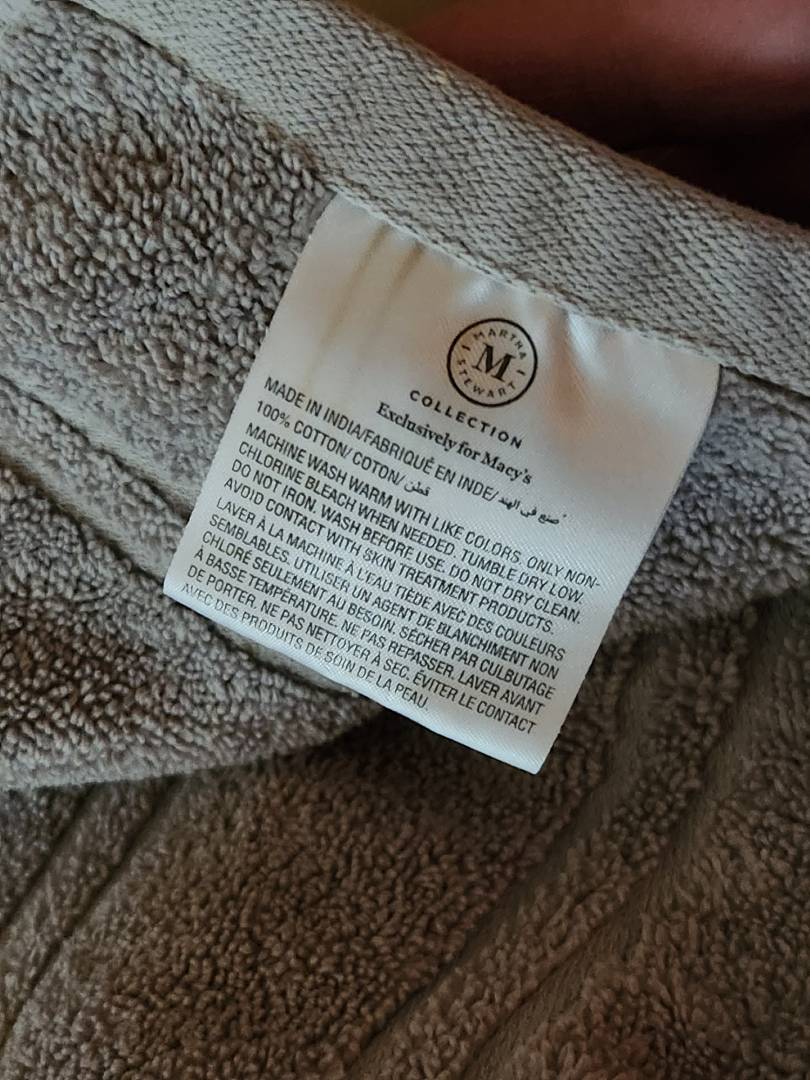 MARTHA
M
STEWART
COLLECTION
Exclusively for Macy's
MADE IN INDIA/FABRIQUÉ EN INDE/صنع في الهند
100% COTTON/ COTON/ قطن
MACHINE WASH WARM WITH LIKE COLORS. ONLY NON-
CHLORINE BLEACH WHEN NEEDED. TUMBLE DRY LOW.
DO NOT IRON. WASH BEFORE USE. DO NOT DRY CLEAN.
AVOID CONTACT WITH SKIN TREATMENT PRODUCTS.
LAVER À LA MACHINE À L'EAU TIÈDE AVEC DES COULEURS
SEMBLABLES. UTILISER UN AGENT DE BLANCHIMENT NON
CHLORÉ SEULEMENT AU BESOIN. SÉCHER PAR CULBUTAGE
À BASSE TEMPÉRATURE. NE PAS REPASSER. LAVER AVANT
DE PORTER. NE PAS NETTOYER À SEC. ÉVITER LE CONTACT
AVEC DES PRODUITS DE SOIN DE LA PEAU.